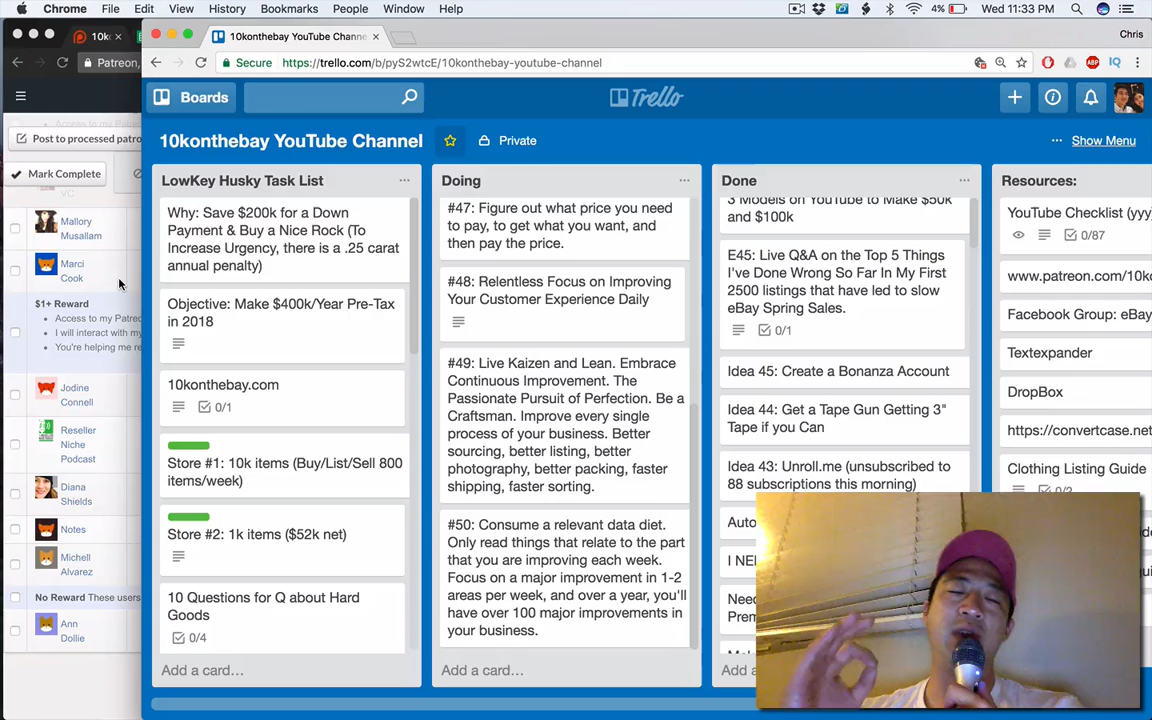 Chrome File Edit View History Bookmarks People Window Help
4% Wed 11:33 PM
10k
10konthebay YouTube Channe
Chris
Patreon,
Secure https://trello.com/b/pyS2wtcE/10konthebay-youtube-channel
ABP IQ
Boards
Trello
Post to processed patro
10konthebay YouTube Channel
Private
Show Menu
Mark Complete
VC
Mallory
Musallam
Marci
Cook
$1+ Reward
Access to my Patre
I will interact with my
You're helping me re
Jodine
Connell
Reseller
Niche
Podcast
Diana
Shields
Notes
Michell
Alvarez
No Reward These users
Ann
Dollie
LowKey Husky Task List
Why: Save $200k for a Down
Payment & Buy a Nice Rock (To
Increase Urgency, there is a .25 carat
annual penalty)
Objective: Make $400k/Year Pre-Tax
in 2018
10konthebay.com
0/1
Store #1: 10k items (Buy/List/Sell 800
items/week)
Store #2: 1k items ($52k net)
10 Questions for Q about Hard
Goods
0/4
Add a card…
Doing
#47: Figure out what price you need
to pay, to get what you want, and
then pay the price.
#48: Relentless Focus on Improving
Your Customer Experience Daily
#49: Live Kaizen and Lean. Embrace
Continuous Improvement. The
Passionate Pursuit of Perfection. Be a
Craftsman. Improve every single
process of your business. Better
sourcing, better listing, better
photography, better packing, faster
shipping, faster sorting.
#50: Consume a relevant data diet.
Only read things that relate to the part
that you are improving each week.
Focus on a major improvement in 1-2
areas per week, and over a year, you'll
have over 100 major improvements in
your business.
Add a card…
Done
3 Models on YouTube to Make $50k
and $100k
E45: Live Q&A on the Top 5 Things
I've Done Wrong So Far In My First
2500 listings that have led to slow
eBay Spring Sales.
0/1
Idea 45: Create a Bonanza Account
Idea 44: Get a Tape Gun Getting 3"
Tape if you Can
Idea 43: Unroll.me (unsubscribed to
88 subscriptions this morning)
Auto
I NE
Need
Prem
Add a
Resources:
YouTube Checklist (yyy
0/87
www.patreon.com/10k
Facebook Group: eBay
Textexpander
DropBox
https://convertcase.net
Clothing Listing Guide